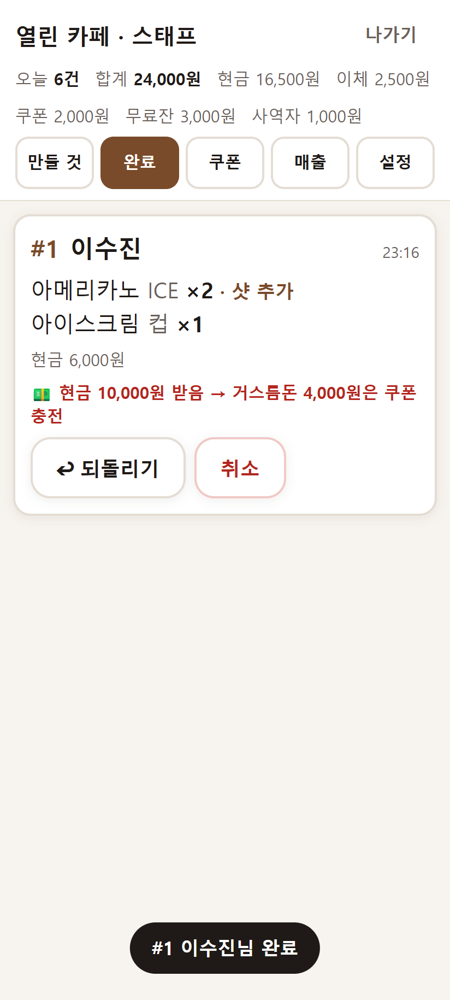 열린 카페 · 스태프
나가기
오늘 6건 합계 24,000원 현금 16,500원 이체 2,500원
쿠폰 2,000원 무료잔 3,000원 사역자 1,000원
만들 것
완료
쿠폰
매출
설정
#1 이수진
23:16
아메리카노 ICE ×2 · 샷 추가
아이스크림 컵 ×1
현금 6,000원
현금 10,000원 받음 → 거스름돈 4,000원은 쿠폰
충전
↩ 되돌리기
취소
#1 이수진님 완료